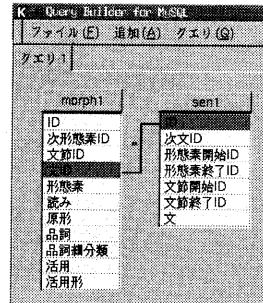 K - Query Builder for MySQL
ファイル(F) 追加(A) クエリ(Q)
クエリ1
morph1
ID
次形態素ID
文節ID
文ID
形態素
読み
原形
品詞
品詞細分類
活用
活用形
sen1
ID
次文ID
形態素開始ID
形態素終了ID
文節開始ID
文節終了ID
文